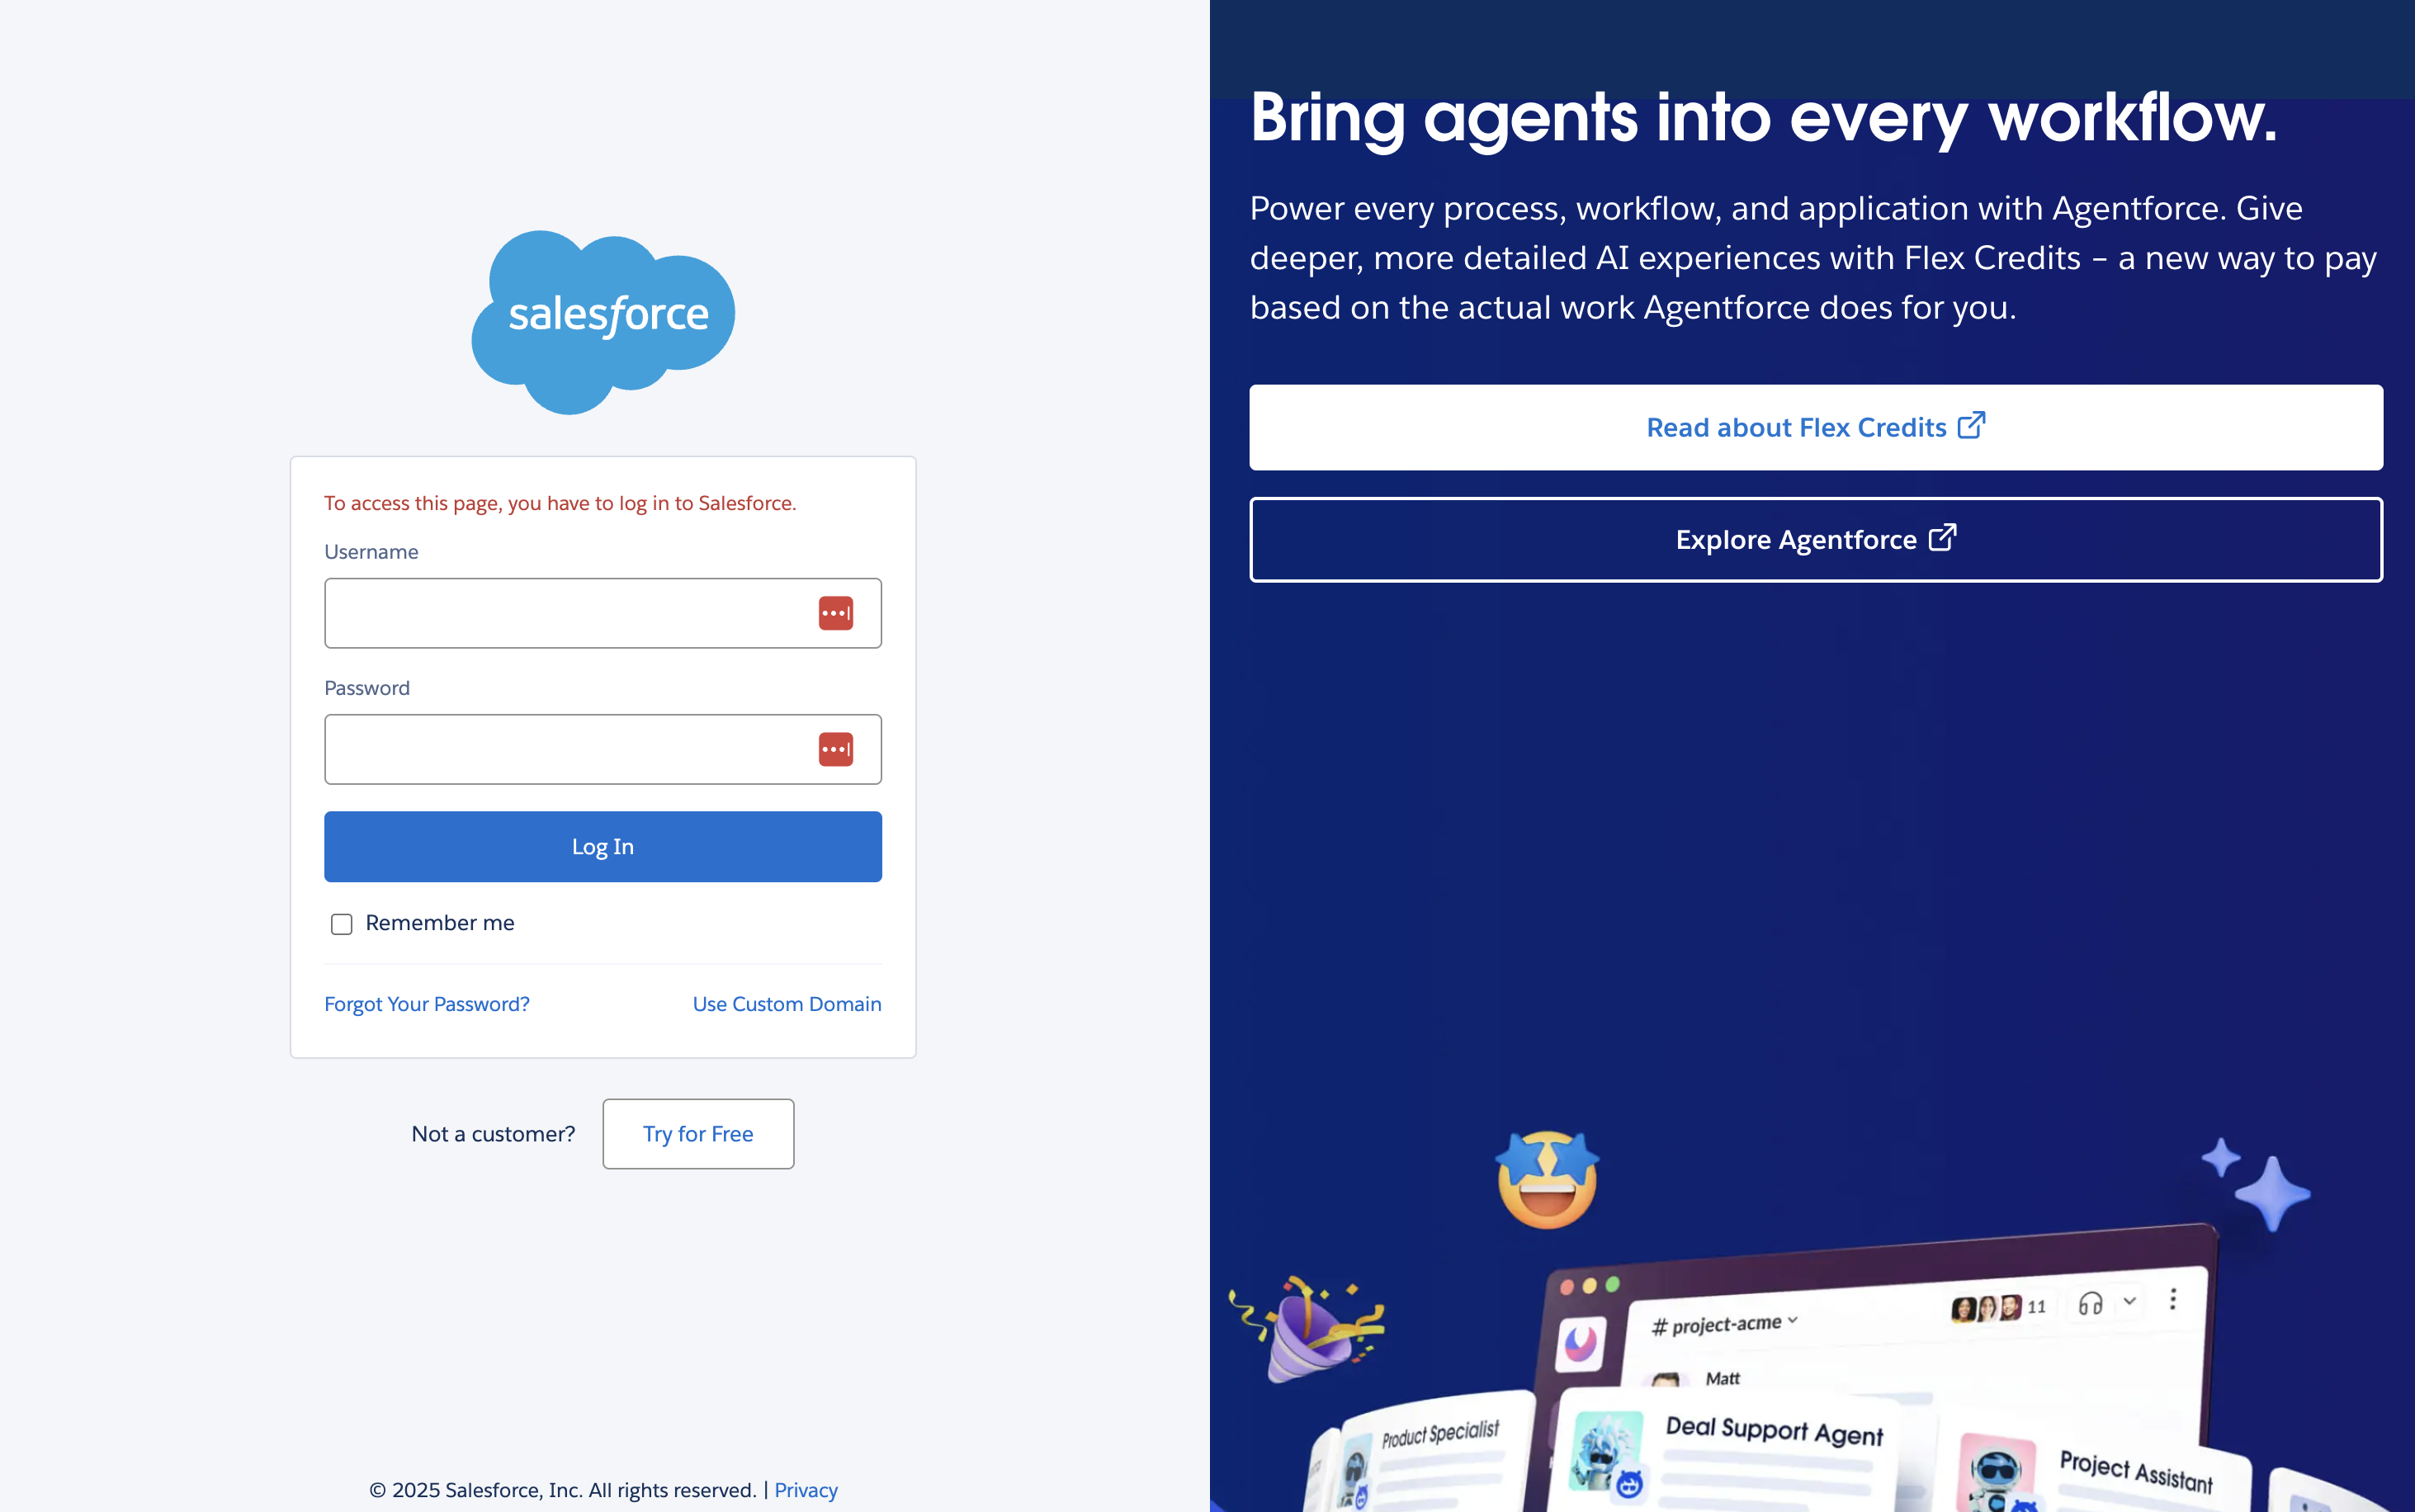 salesforce
To access this page, you have to log in to Salesforce.
Username
Password
Log In
Remember me
Forgot Your Password?
Use Custom Domain
Not a customer?
Try for Free
© 2025 Salesforce, Inc. All rights reserved. | Privacy
Bring agents into every workflow.
Power every process, workflow, and application with Agentforce. Give
deeper, more detailed AI experiences with Flex Credits – a new way to pay
based on the actual work Agentforce does for you.
Read about Flex Credits
Explore Agentforce
# project-acme
11
Matt
Product Specialist
Deal Support Agent
Project Assistant